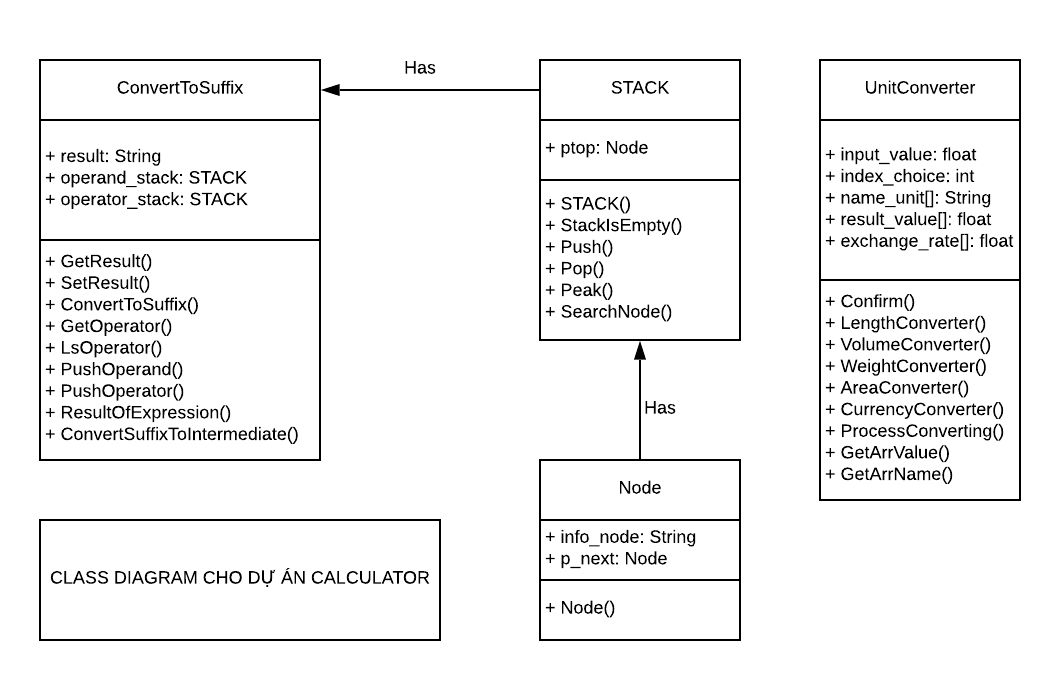 ConvertToSuffix
+ result: String
+ operand_stack: STACK
+ operator_stack: STACK
+ GetResult()
+ SetResult()
+ ConvertToSuffix()
+ GetOperator()
+ LsOperator()
+ PushOperand()
+ PushOperator()
+ ResultOfExpression()
+ ConvertSuffixToIntermediate()
Has
STACK
+ ptop: Node
+ STACK()
+ StackIsEmpty()
+ Push()
+ Pop()
+ Peak()
+ SearchNode()
Has
Node
+ info_node: String
+ p_next: Node
+ Node()
UnitConverter
+ input_value: float
+ index_choice: int
+ name_unit[]: String
+ result_value[]: float
+ exchange_rate[]: float
+ Confirm()
+ LengthConverter()
+ VolumeConverter()
+ WeightConverter()
+ AreaConverter()
+ CurrencyConverter()
+ ProcessConverting()
+ GetArrValue()
+ GetArrName()
CLASS DIAGRAM CHO DỰ ÁN CALCULATOR